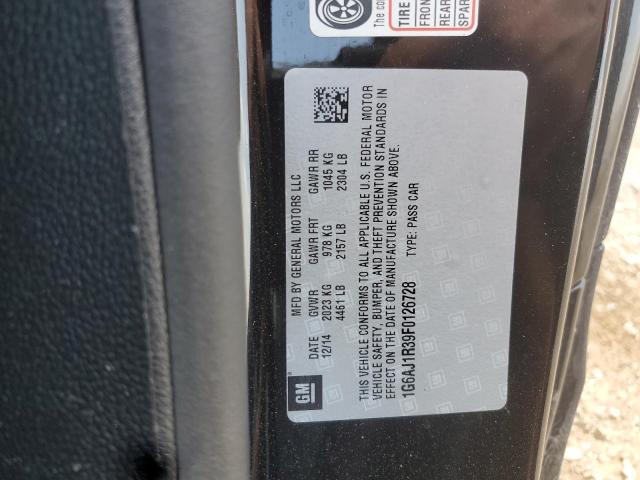 The co
TIRE
FRON
REAR
SPAR
GM
MFD BY GENERAL MOTORS LLC
DATE GVWR GAWR FRT GAWR RR
12/14 2023 KG 978 KG 1045 KG
4461 LB 2157 LB 2304 LB
THIS VEHICLE CONFORMS TO ALL APPLICABLE U.S. FEDERAL MOTOR
VEHICLE SAFETY, BUMPER, AND THEFT PREVENTION STANDARDS IN
EFFECT ON THE DATE OF MANUFACTURE SHOWN ABOVE.
1G6AJ1R39F0126728 TYPE: PASS CAR